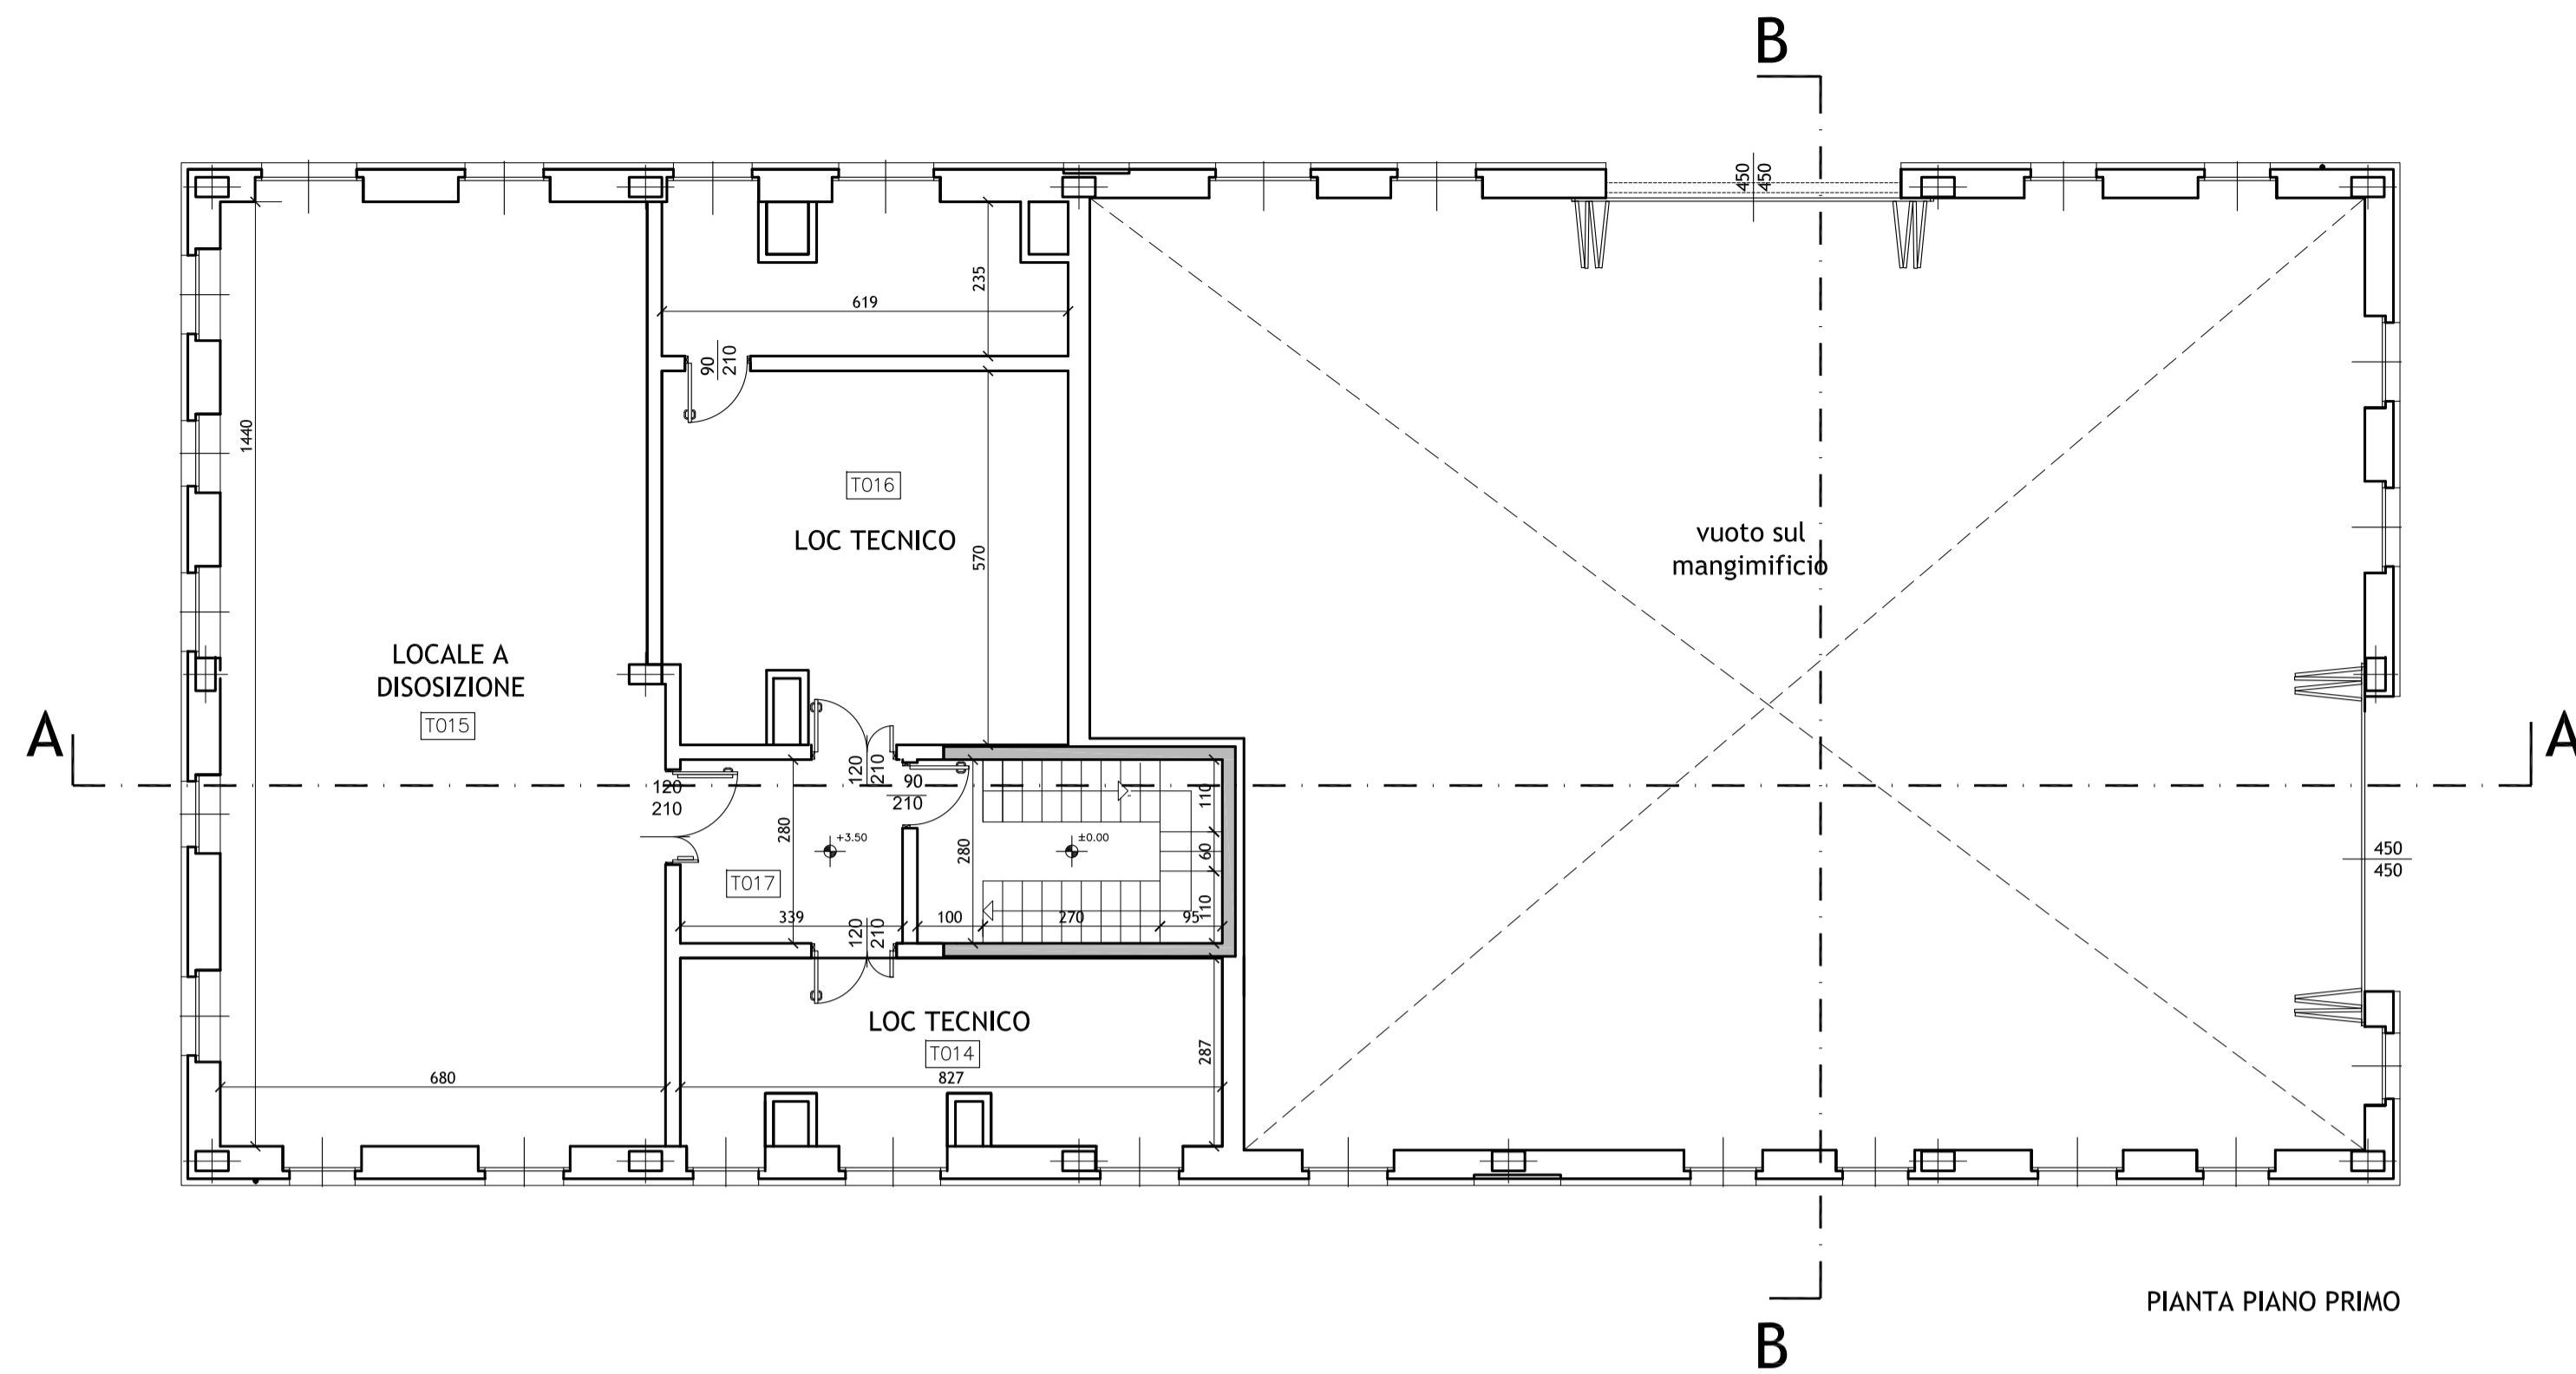 B
450
450
235
619
90
210
1440
T016
LOC TECNICO
570
vuoto sul
mangimificio
LOCALE A
DISOSIZIONE
T015
A
A
120
210
120
210
90
210
110
280
+3.50
280
±0.00
60
450
450
T017
339
120
210
100
270
95
110
LOC TECNICO
T014
287
680
827
PIANTA PIANO PRIMO
B